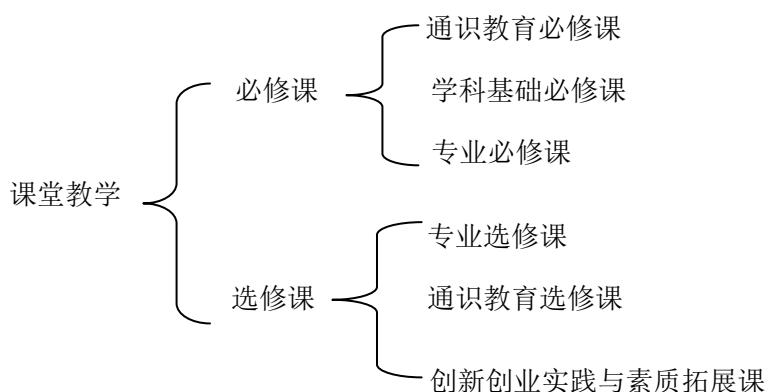 通识教育必修课
必修课
学科基础必修课
专业必修课
课堂教学
专业选修课
选修课
通识教育选修课
创新创业实践与素质拓展课